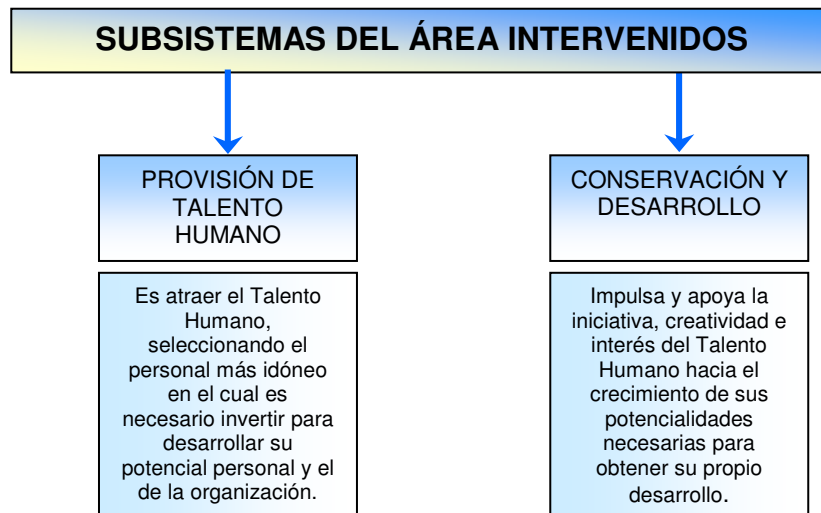 SUBSISTEMAS DEL ÁREA INTERVENIDOS
PROVISIÓN DE
TALENTO
HUMANO
Es atraer el Talento
Humano,
seleccionando el
personal más idóneo
en el cual es
necesario invertir para
desarrollar su
potencial personal y el
de la organización.
CONSERVACIÓN Y
DESARROLLO
Impulsa y apoya la
iniciativa, creatividad e
interés del Talento
Humano hacia el
crecimiento de sus
potencialidades
necesarias para
obtener su propio
desarrollo.